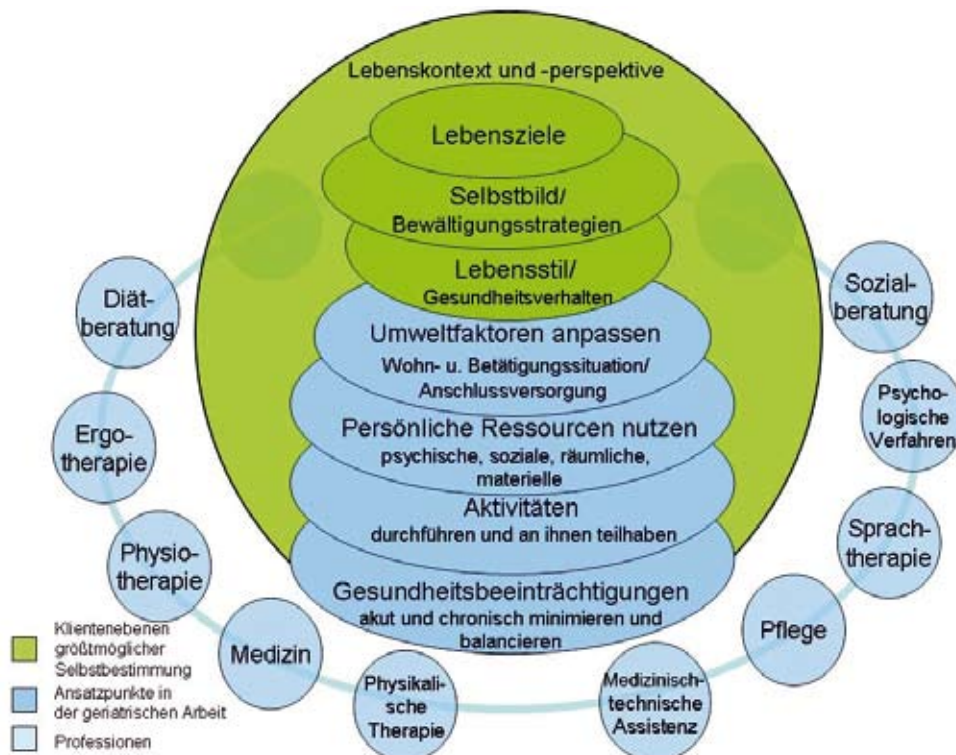 Lebenskontext und -perspektive
Lebensziele
Selbstbild/
Bewältigungsstrategien
Lebensstil/
Gesundheitsverhalten
Umweltfaktoren anpassen
Wohn- u. Betätigungssituation/
Anschlussversorgung
Persönliche Ressourcen nutzen
psychische, soziale, räumliche,
materielle
Aktivitäten
durchführen und an ihnen teilhaben
Gesundheitsbeeinträchtigungen
akut und chronisch minimieren und
balancieren
Diät-
beratung
Ergo-
therapie
Physio-
therapie
Medizin
Physikali-
sche
Therapie
Medizinisch-
technische
Assistenz
Pflege
Sprach-
therapie
Psycho-
logische
Verfahren
Sozial-
beratung
Klientenebenen
größtmöglicher
Selbstbestimmung
Ansatzpunkte in
der geriatrischen Arbeit
Professionen